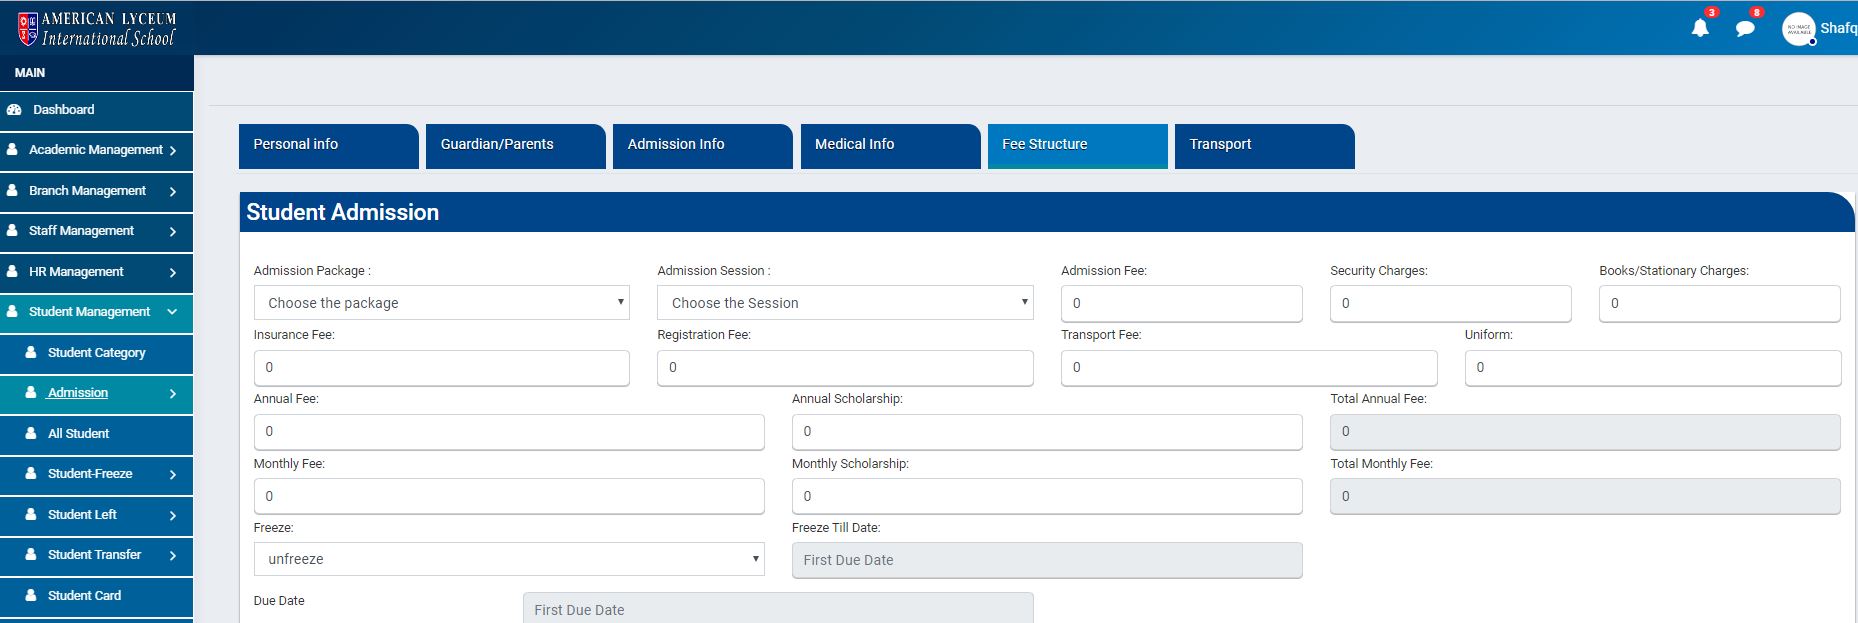 AMERICAN LYCEUM
International School
3
8
NO IMAGE
AVAILABLE
Shafq
MAIN
Dashboard
Academic Management
Branch Management
Staff Management
HR Management
Student Management
Student Category
Admission
All Student
Student-Freeze
Student Left
Student Transfer
Student Card
Personal info
Guardian/Parents
Admission Info
Medical Info
Fee Structure
Transport
Student Admission
Admission Package :
Admission Session :
Admission Fee:
Security Charges:
Books/Stationary Charges:
Choose the package
Choose the Session
0
0
0
Insurance Fee:
Registration Fee:
Transport Fee:
Uniform:
0
0
0
0
Annual Fee:
Annual Scholarship:
Total Annual Fee:
0
0
0
Monthly Fee:
Monthly Scholarship:
Total Monthly Fee:
0
0
0
Freeze:
Freeze Till Date:
unfreeze
First Due Date
Due Date
First Due Date